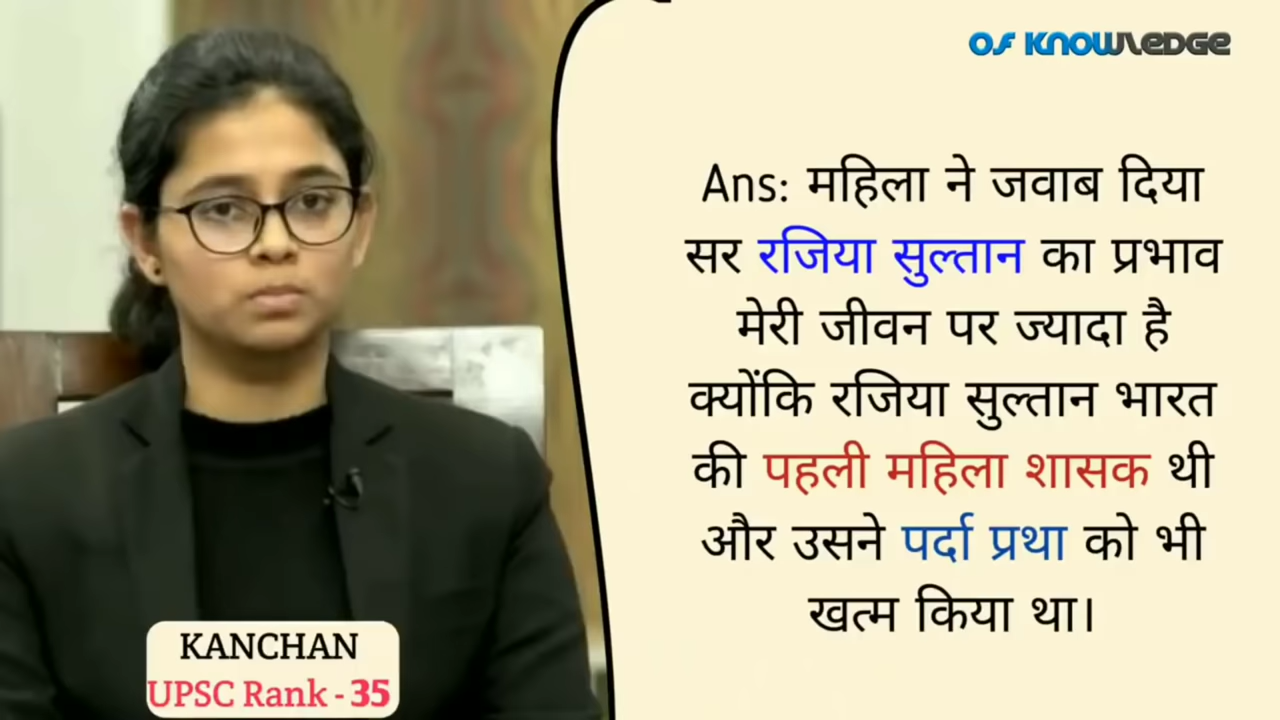 OF KNOWLEDGE
Ans: महिला ने जवाब दिया
सर रजिया सुल्तान का प्रभाव
मेरी जीवन पर ज्यादा है
क्योंकि रजिया सुल्तान भारत
की पहली महिला शासक थी
और उसने पर्दा प्रथा को भी
खत्म किया था।
KANCHAN
UPSC Rank - 35